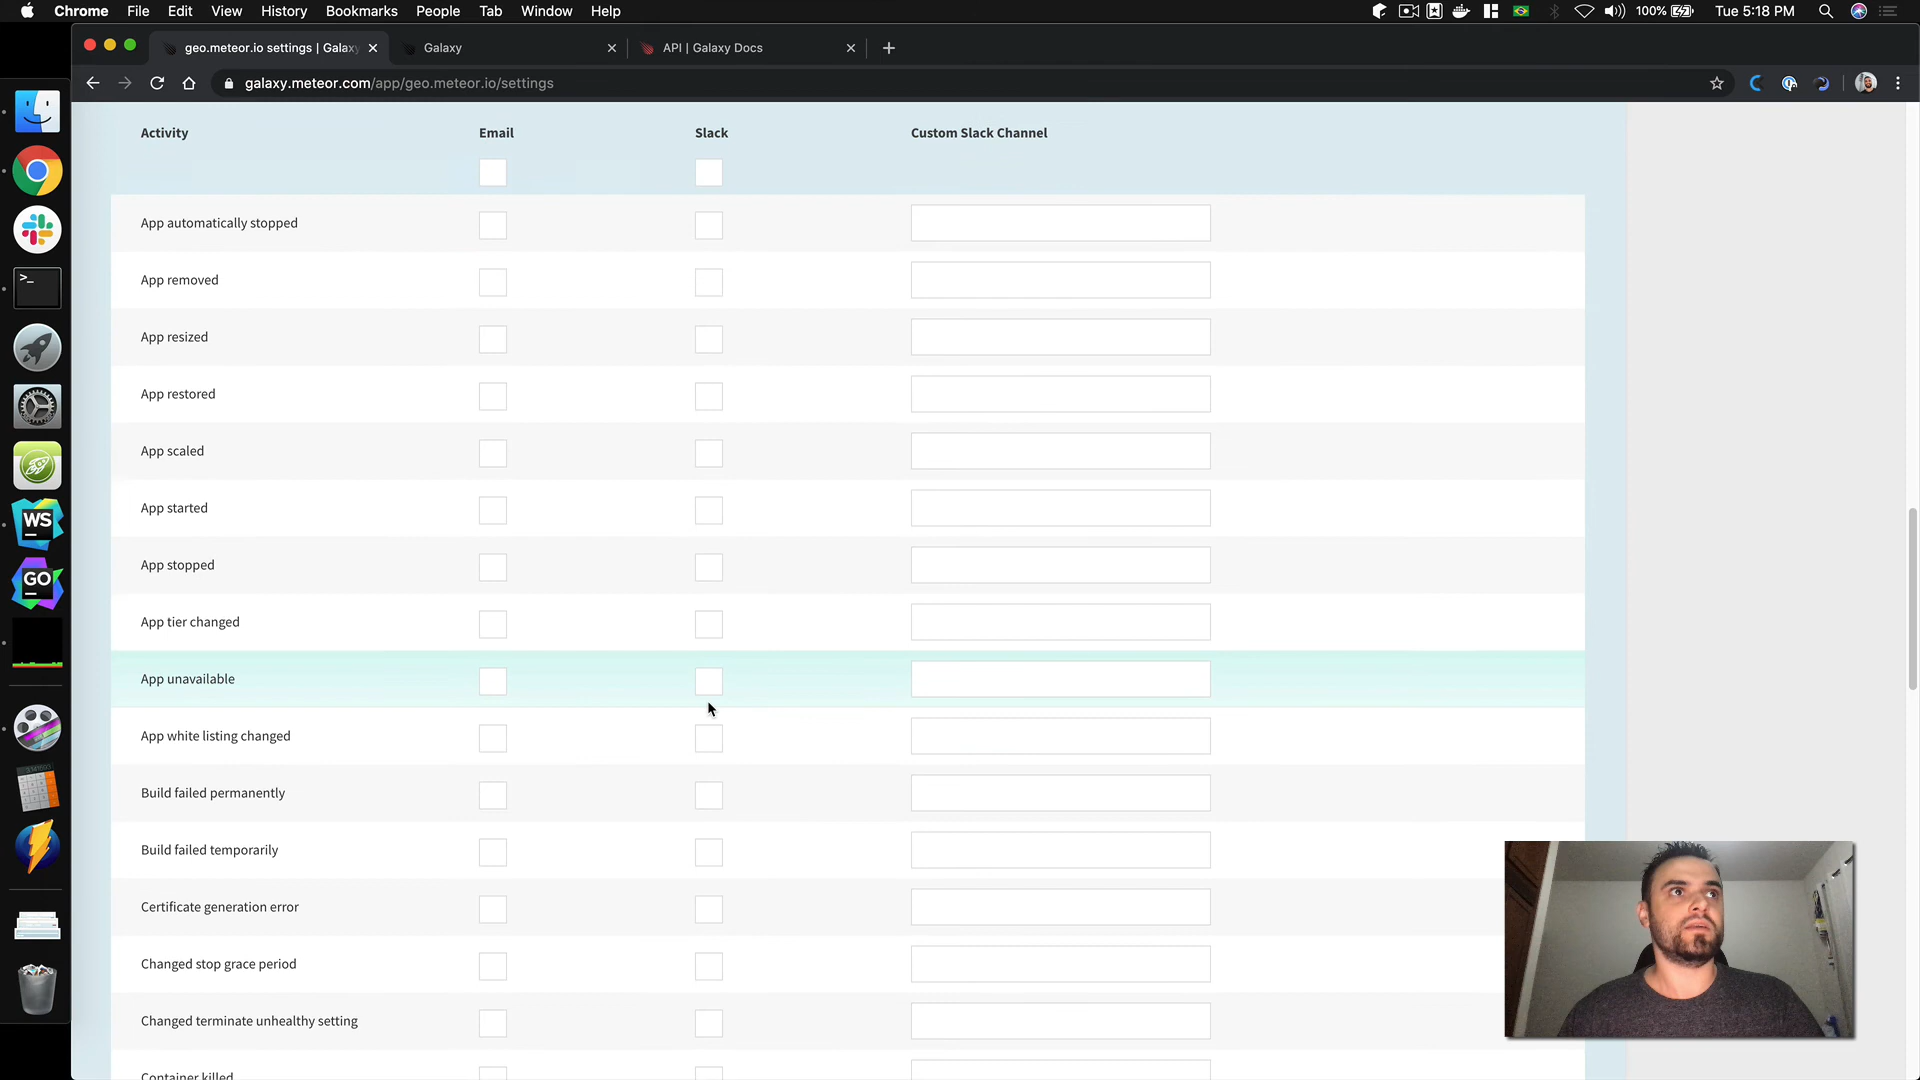 Chrome File Edit View History Bookmarks People Tab Window Help 100% Tue 5:18 PM
geo.meteor.io settings | Galaxy Galaxy API | Galaxy Docs
galaxy.meteor.com/app/geo.meteor.io/settings
Activity Email Slack Custom Slack Channel
App automatically stopped
App removed
App resized
App restored
App scaled
App started
App stopped
App tier changed
App unavailable
App white listing changed
Build failed permanently
Build failed temporarily
Certificate generation error
Changed stop grace period
Changed terminate unhealthy setting
Container killed
>_
WS
GO